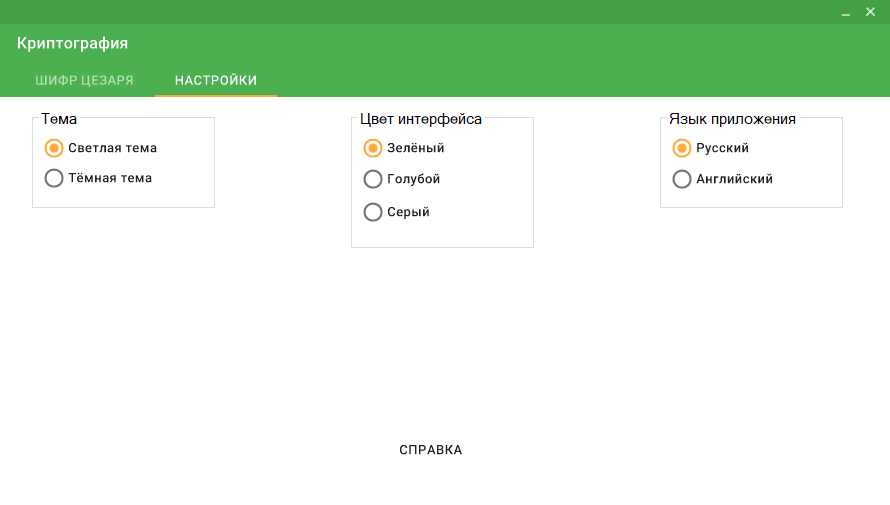 Криптография
ШИФР ЦЕЗАРЯ НАСТРОЙКИ
Тема
Светлая тема
Тёмная тема
Цвет интерфейса
Зелёный
Голубой
Серый
Язык приложения
Русский
Английский
СПРАВКА